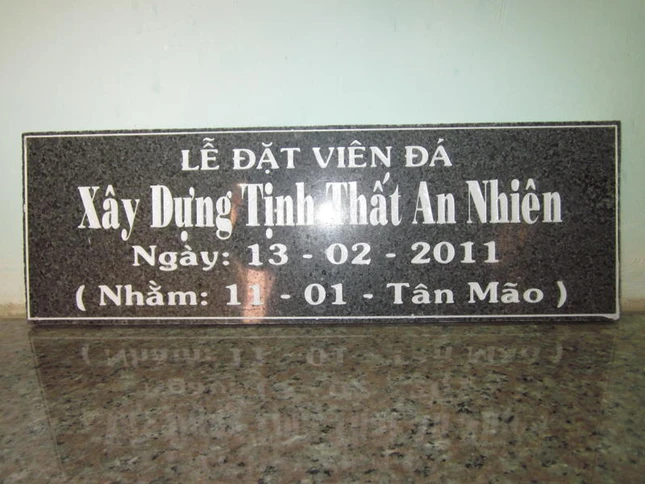 LỄ ĐẶT VIÊN ĐÁ
Xây Dựng Tịnh Thất An Nhiên
Ngày: 13 - 02 - 2011
( Nhằm: 11 - 01 - Tân Mão )